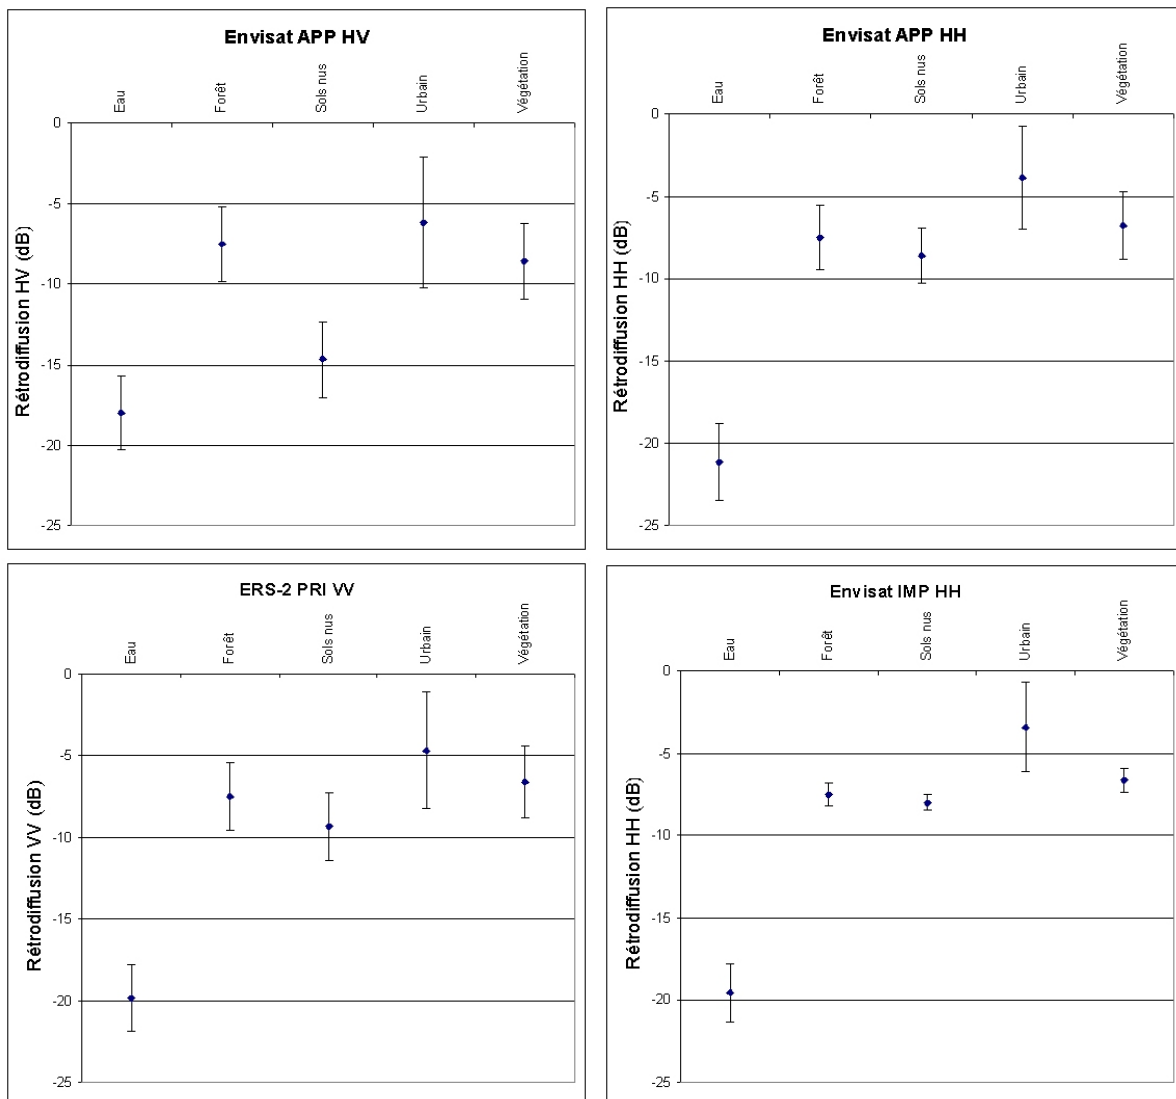 Envisat APP HV
Eau
Forêt
Sols nus
Urbain
Végétation
0
-5
-10
-15
-20
-25
Rétrodiffusion HV (dB)
Envisat APP HH
Eau
Forêt
Sols nus
Urbain
Végétation
0
-5
-10
-15
-20
-25
Rétrodiffusion HH (dB)
ERS-2 PRI VV
Eau
Forêt
Sols nus
Urbain
Végétation
0
-5
-10
-15
-20
-25
Rétrodiffusion VV (dB)
Envisat IMP HH
Eau
Forêt
Sols nus
Urbain
Végétation
0
-5
-10
-15
-20
-25
Rétrodiffusion HH (dB)